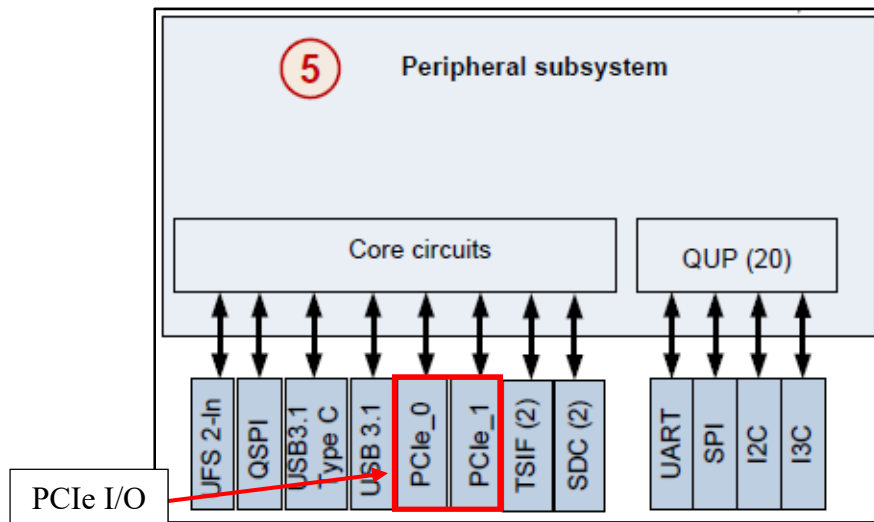 5
Peripheral subsystem
Core circuits
QUP (20)
UFS 2-ln
QSPI
USB3.1
Type C
USB 3.1
PCIe_0
PCIe_1
TSIF (2)
SDC (2)
UART
SPI
I2C
I3C
PCIe I/O